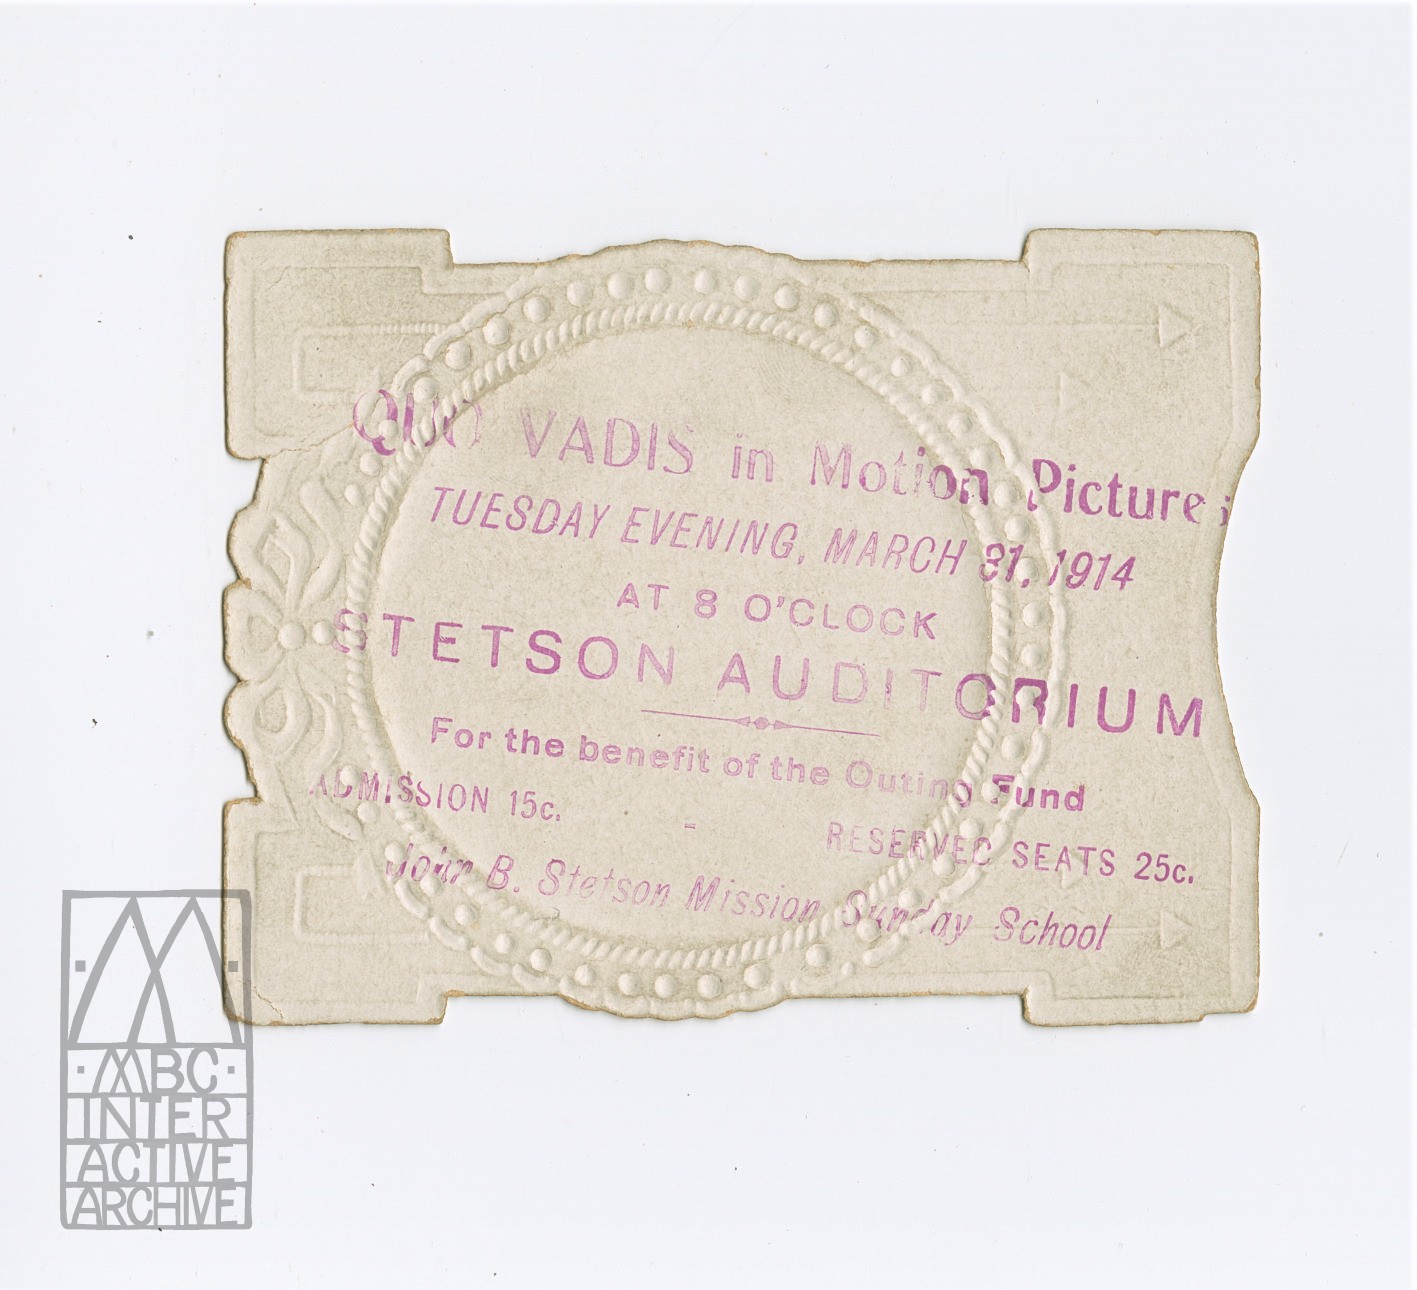 QUO VADIS in Motion Pictures
TUESDAY EVENING, MARCH 31, 1914
AT 8 O'CLOCK
STETSON AUDITORIUM
For the benefit of the Outing Fund
ADMISSION 15c. - RESERVED SEATS 25c.
John B. Stetson Mission Sunday School
MBC
INTER
ACTIVE
ARCHIVE